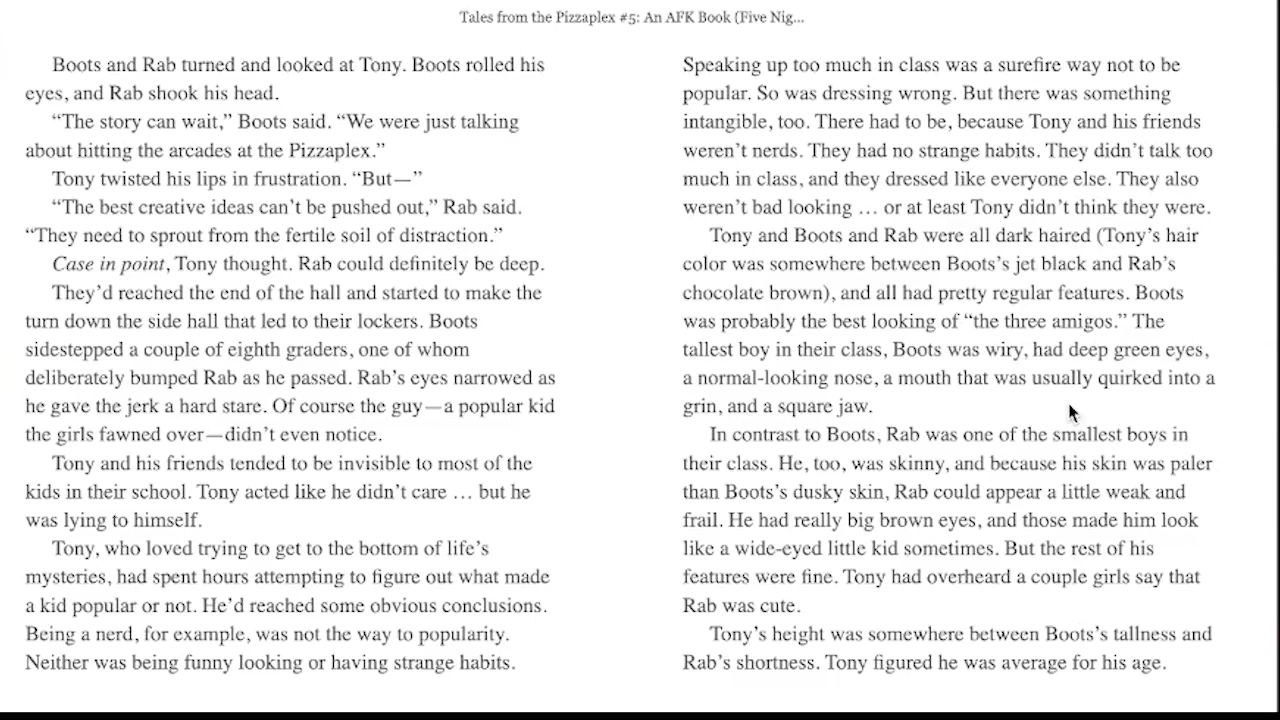 Tales from the Pizzaplex #5: An AFK Book (Five Nig...
Boots and Rab turned and looked at Tony. Boots rolled his
eyes, and Rab shook his head.
“The story can wait,” Boots said. “We were just talking
about hitting the arcades at the Pizzaplex.”
Tony twisted his lips in frustration. “But—”
“The best creative ideas can’t be pushed out,” Rab said.
“They need to sprout from the fertile soil of distraction.”
Case in point, Tony thought. Rab could definitely be deep.
They’d reached the end of the hall and started to make the
turn down the side hall that led to their lockers. Boots
sidestepped a couple of eighth graders, one of whom
deliberately bumped Rab as he passed. Rab’s eyes narrowed as
he gave the jerk a hard stare. Of course the guy—a popular kid
the girls fawned over—didn’t even notice.
Tony and his friends tended to be invisible to most of the
kids in their school. Tony acted like he didn’t care … but he
was lying to himself.
Tony, who loved trying to get to the bottom of life’s
mysteries, had spent hours attempting to figure out what made
a kid popular or not. He’d reached some obvious conclusions.
Being a nerd, for example, was not the way to popularity.
Neither was being funny looking or having strange habits.
Speaking up too much in class was a surefire way not to be
popular. So was dressing wrong. But there was something
intangible, too. There had to be, because Tony and his friends
weren’t nerds. They had no strange habits. They didn’t talk too
much in class, and they dressed like everyone else. They also
weren’t bad looking … or at least Tony didn’t think they were.
Tony and Boots and Rab were all dark haired (Tony’s hair
color was somewhere between Boots’s jet black and Rab’s
chocolate brown), and all had pretty regular features. Boots
was probably the best looking of “the three amigos.” The
tallest boy in their class, Boots was wiry, had deep green eyes,
a normal-looking nose, a mouth that was usually quirked into a
grin, and a square jaw.
In contrast to Boots, Rab was one of the smallest boys in
their class. He, too, was skinny, and because his skin was paler
than Boots’s dusky skin, Rab could appear a little weak and
frail. He had really big brown eyes, and those made him look
like a wide-eyed little kid sometimes. But the rest of his
features were fine. Tony had overheard a couple girls say that
Rab was cute.
Tony’s height was somewhere between Boots’s tallness and
Rab’s shortness. Tony figured he was average for his age.